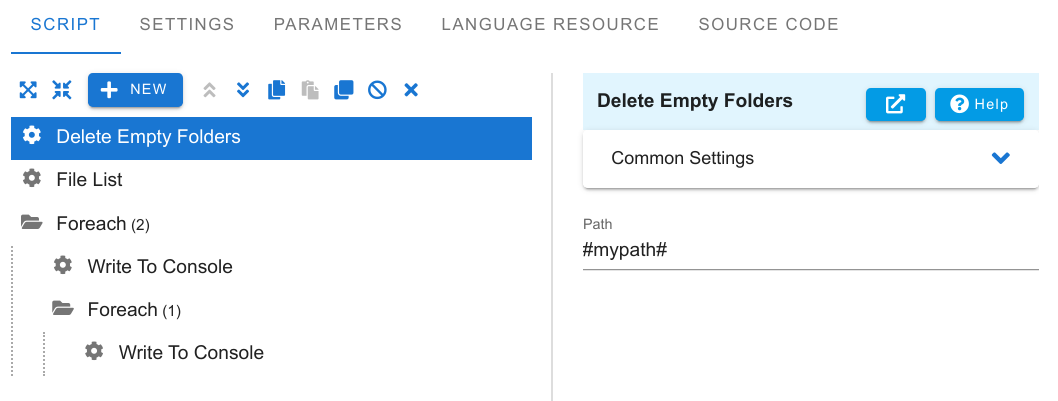 SCRIPT SETTINGS PARAMETERS LANGUAGE RESOURCE SOURCE CODE
NEW
Delete Empty Folders
File List
Foreach (2)
Write To Console
Foreach (1)
Write To Console
Delete Empty Folders
Help
Common Settings
Path
#mypath#